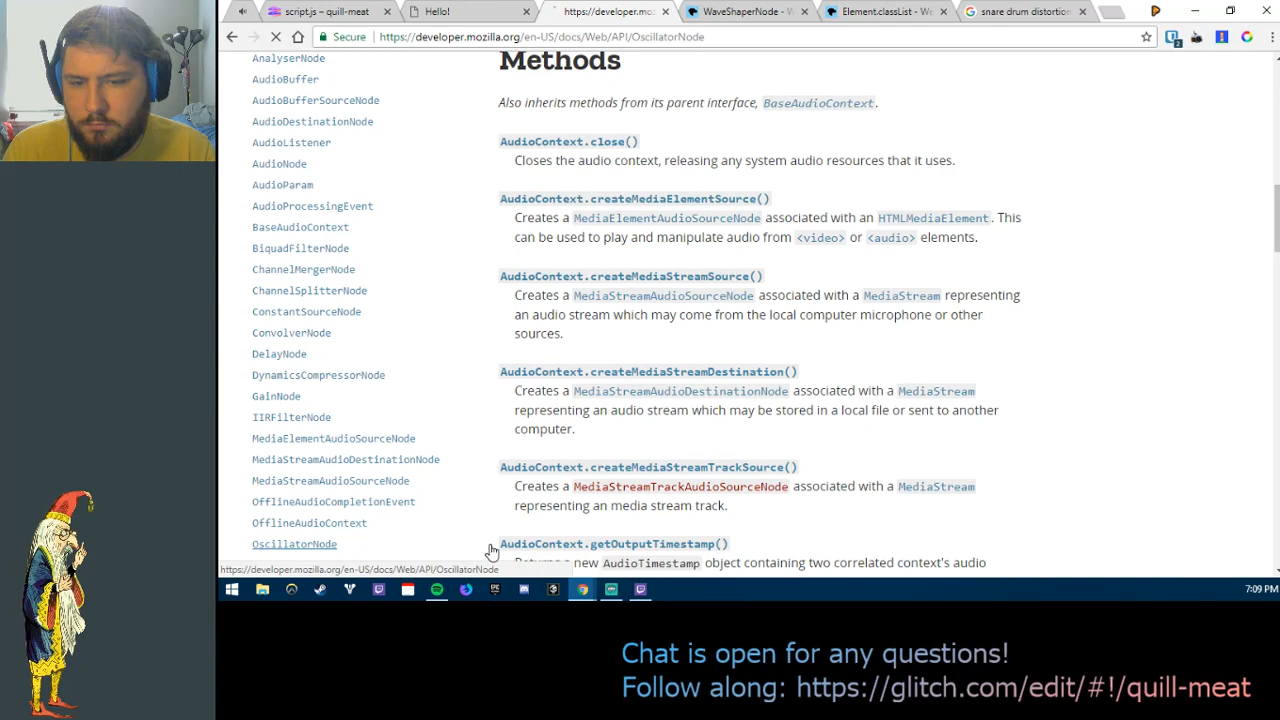 script.js – quill-meat
Hello!
https://developer.mo
WaveShaperNode - W
Element.classList - W
snare drum distortion
Secure
https://developer.mozilla.org/en-US/docs/Web/API/OscillatorNode
AnalyserNode
AudioBuffer
AudioBufferSourceNode
AudioDestinationNode
AudioListener
AudioNode
AudioParam
AudioProcessingEvent
BaseAudioContext
BiquadFilterNode
ChannelMergerNode
ChannelSplitterNode
ConstantSourceNode
ConvolverNode
DelayNode
DynamicsCompressorNode
GainNode
IIRFilterNode
MediaElementAudioSourceNode
MediaStreamAudioDestinationNode
MediaStreamAudioSourceNode
OfflineAudioCompletionEvent
OfflineAudioContext
OscillatorNode
https://developer.mozilla.org/en-US/docs/Web/API/OscillatorNode
Methods
Also inherits methods from its parent interface, BaseAudioContext.
AudioContext.close()
Closes the audio context, releasing any system audio resources that it uses.
AudioContext.createMediaElementSource()
Creates a MediaElementAudioSourceNode associated with an HTMLMediaElement. This
can be used to play and manipulate audio from <video> or <audio> elements.
AudioContext.createMediaStreamSource()
Creates a MediaStreamAudioSourceNode associated with a MediaStream representing
an audio stream which may come from the local computer microphone or other
sources.
AudioContext.createMediaStreamDestination()
Creates a MediaStreamAudioDestinationNode associated with a MediaStream
representing an audio stream which may be stored in a local file or sent to another
computer.
AudioContext.createMediaStreamTrackSource()
Creates a MediaStreamTrackAudioSourceNode associated with a MediaStream
representing an media stream track.
AudioContext.getOutputTimestamp()
Returns a new AudioTimestamp object containing two correlated context's audio
7:09 PM
Chat is open for any questions!
Follow along: https://glitch.com/edit/#!/quill-meat